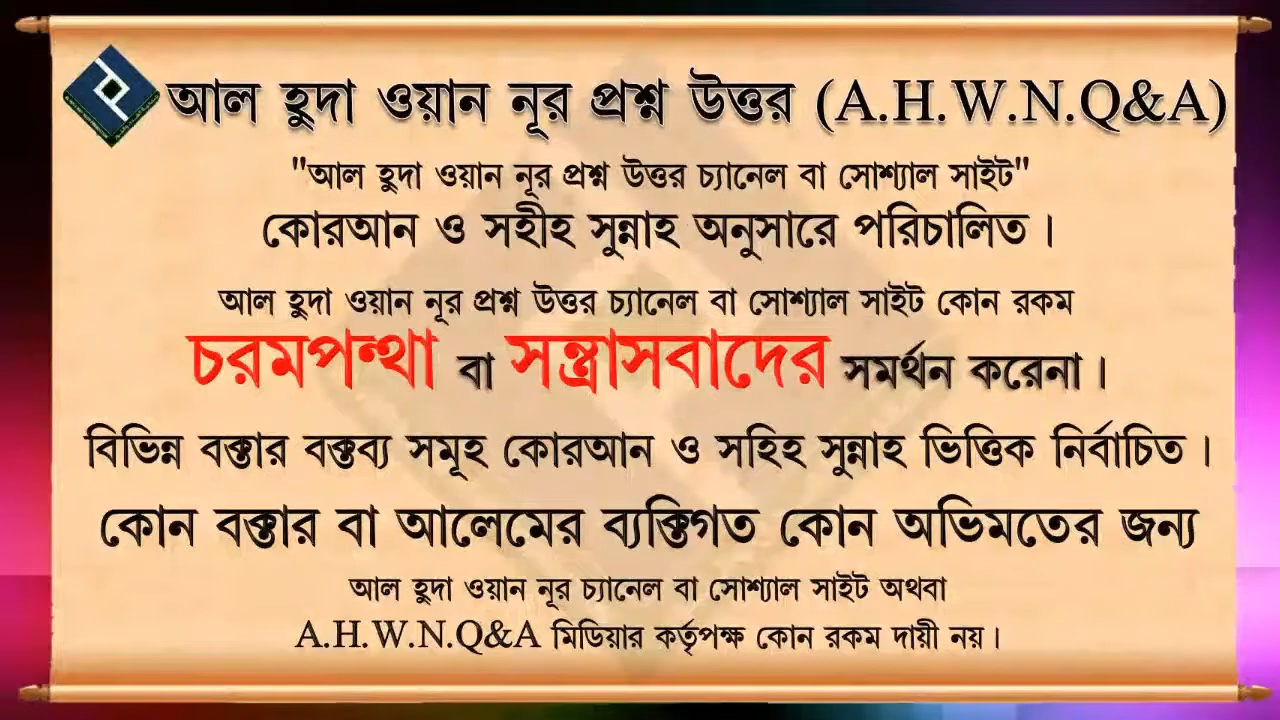 আল হুদা ওয়ান নূর প্রশ্ন উত্তর (A.H.W.N.Q&A)
"আল হুদা ওয়ান নূর প্রশ্ন উত্তর চ্যানেল বা সোশ্যাল সাইট"
কোরআন ও সহীহ সুন্নাহ অনুসারে পরিচালিত।
আল হুদা ওয়ান নূর প্রশ্ন উত্তর চ্যানেল বা সোশ্যাল সাইট কোন রকম
চরমপন্থা বা সন্ত্রাসবাদের সমর্থন করেনা।
বিভিন্ন বক্তার বক্তব্য সমূহ কোরআন ও সহিহ সুন্নাহ ভিত্তিক নির্বাচিত।
কোন বক্তার বা আলেমের ব্যক্তিগত কোন অভিমতের জন্য
আল হুদা ওয়ান নূর চ্যানেল বা সোশ্যাল সাইট অথবা
A.H.W.N.Q&A মিডিয়ার কর্তৃপক্ষ কোন রকম দায়ী নয়।